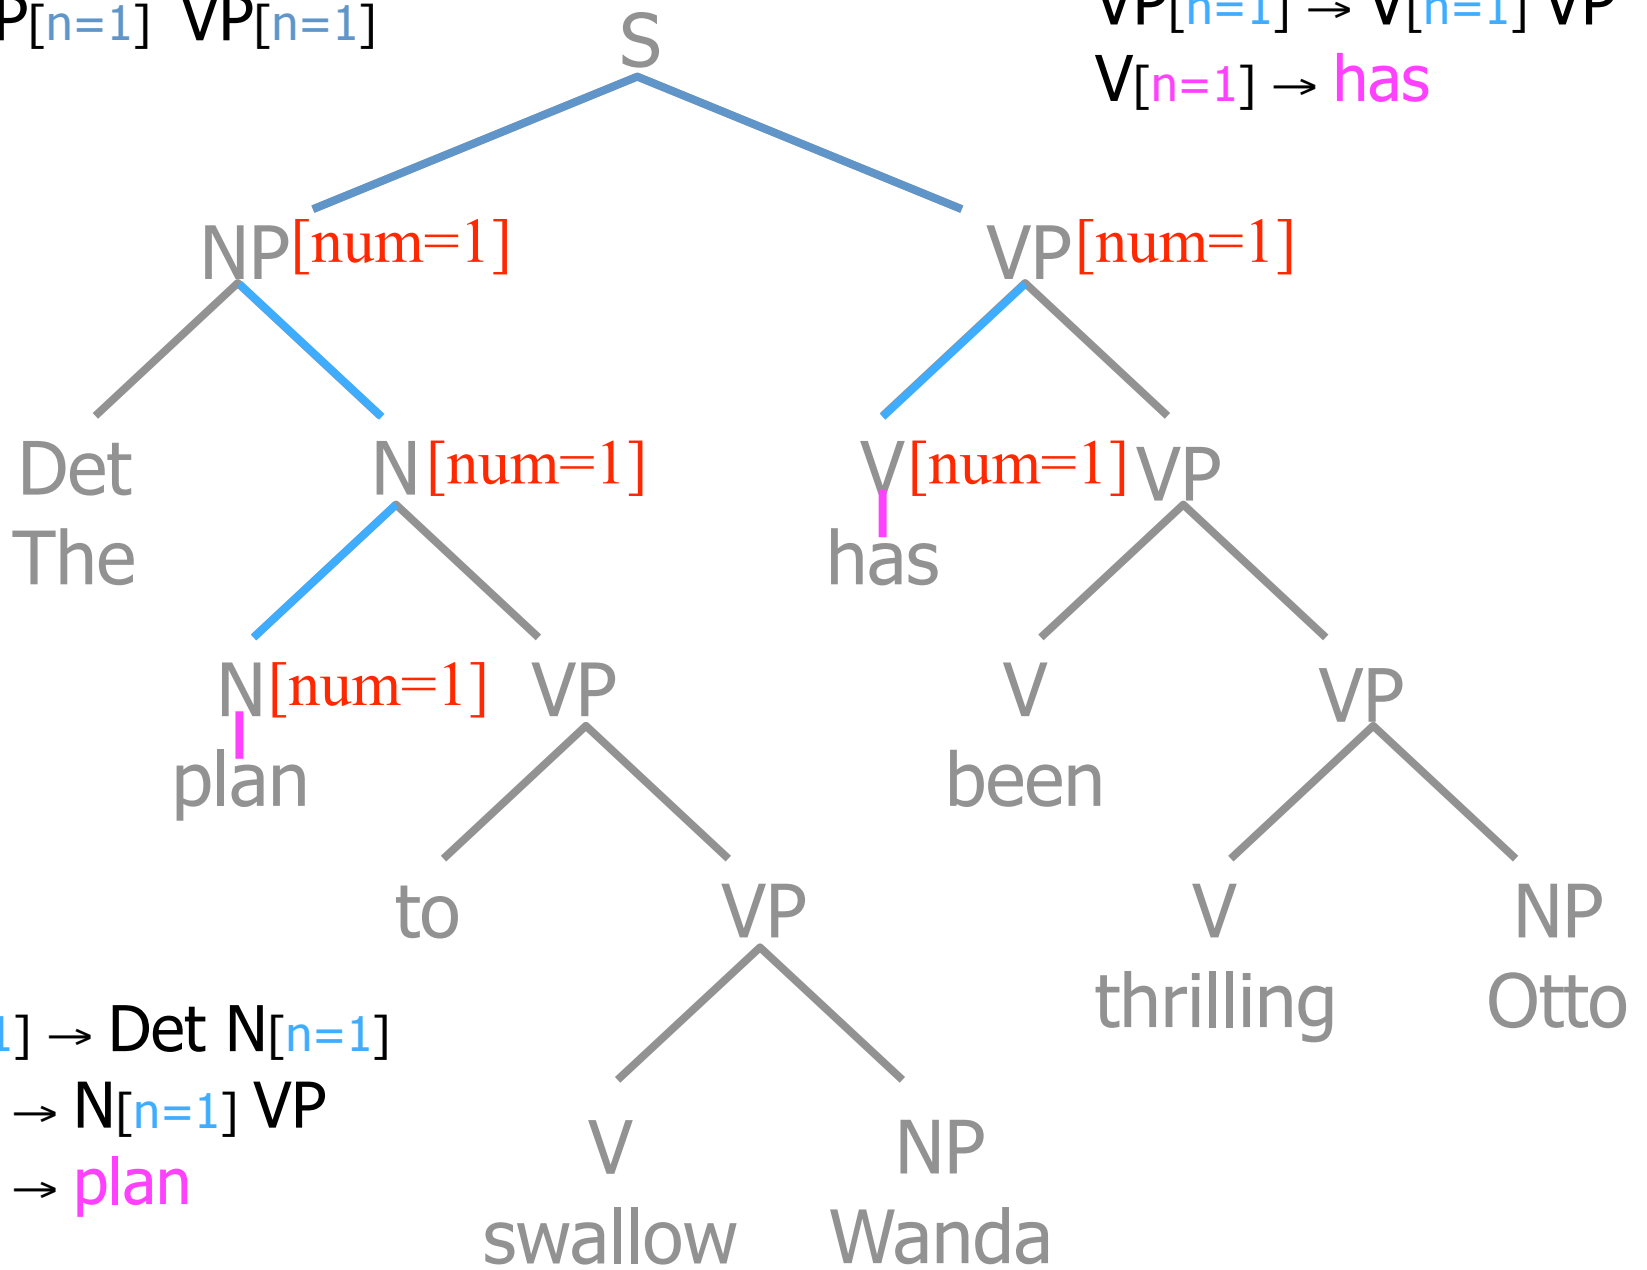 P[n=1] VP[n=1]
VP[n=1] → V[n=1] VP
S
V[n=1] → has
NP[num=1] VP[num=1]
Det N[num=1] V[num=1] VP
The has
N[num=1] VP V VP
plan been
to VP V NP
thrilling Otto
1] → Det N[n=1]
→ N[n=1] VP
V NP
→ plan
swallow Wanda